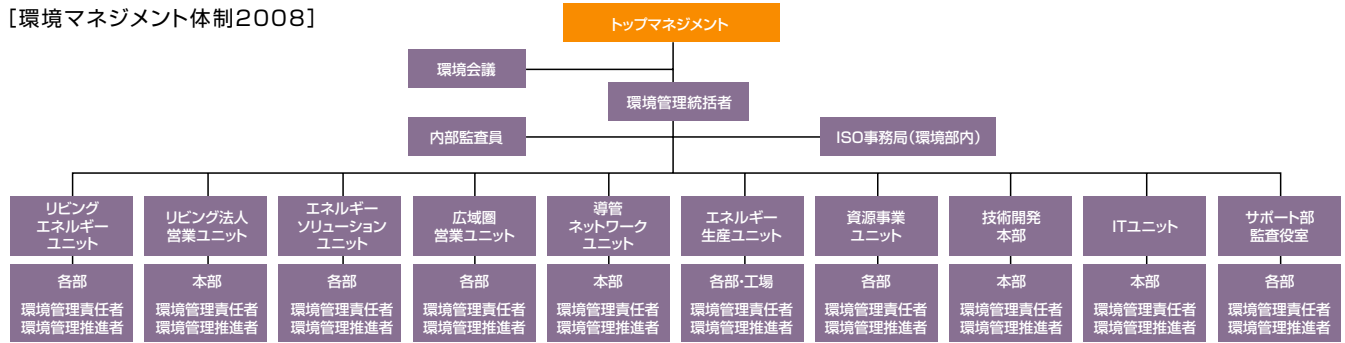 [環境マネジメント体制2008]
トップマネジメント
環境会議
環境管理統括者
内部監査員
ISO事務局(環境部内)
リビング
エネルギー
ユニット
リビング法人
営業ユニット
エネルギー
ソリューション
ユニット
広域圏
営業ユニット
導管
ネットワーク
ユニット
エネルギー
生産ユニット
資源事業
ユニット
技術開発
本部
ITユニット
サポート部
監査役室
各部
環境管理責任者
環境管理推進者
本部
環境管理責任者
環境管理推進者
各部
環境管理責任者
環境管理推進者
各部
環境管理責任者
環境管理推進者
本部
環境管理責任者
環境管理推進者
各部・工場
環境管理責任者
環境管理推進者
各部
環境管理責任者
環境管理推進者
本部
環境管理責任者
環境管理推進者
本部
環境管理責任者
環境管理推進者
各部
環境管理責任者
環境管理推進者